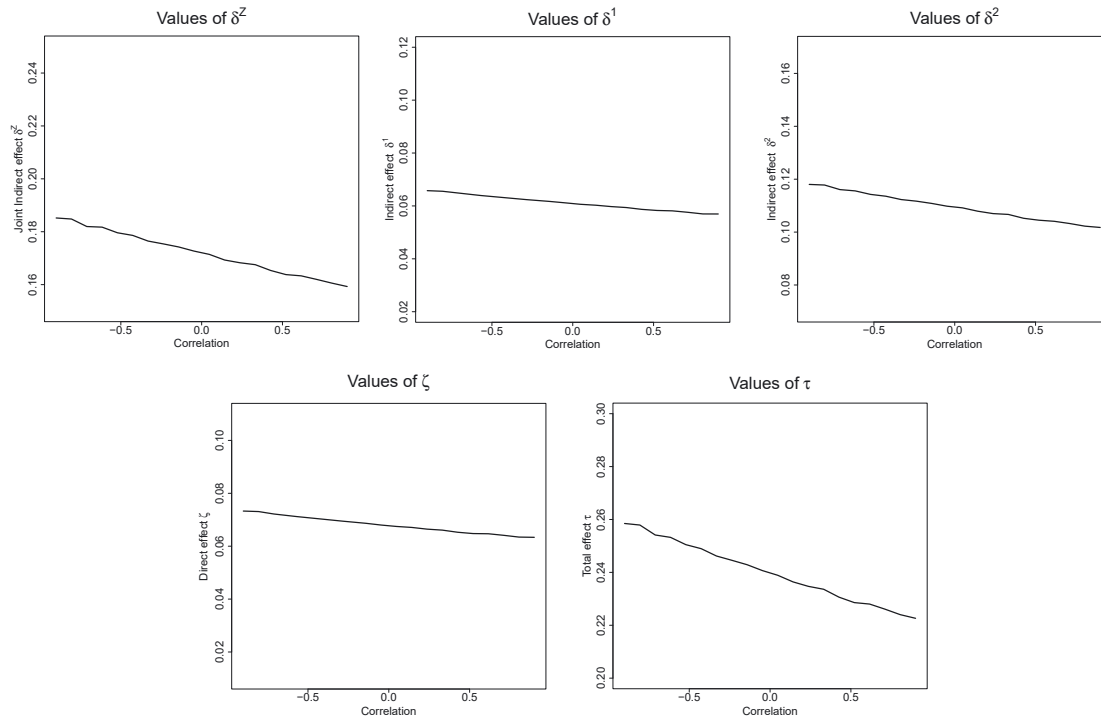 Values of δ^Z
Joint Indirect effect δ^Z
0.24
0.22
0.20
0.18
0.16
−0.5 0.0 0.5
Correlation
Values of δ^1
Indirect effect δ^1
0.12
0.10
0.08
0.06
0.04
0.02
−0.5 0.0 0.5
Correlation
Values of δ^2
Indirect effect δ^2
0.16
0.14
0.12
0.10
0.08
−0.5 0.0 0.5
Correlation
Values of ζ
Direct effect ζ
0.10
0.08
0.06
0.04
0.02
−0.5 0.0 0.5
Correlation
Values of τ
Total effect τ
0.30
0.28
0.26
0.24
0.22
0.20
−0.5 0.0 0.5
Correlation